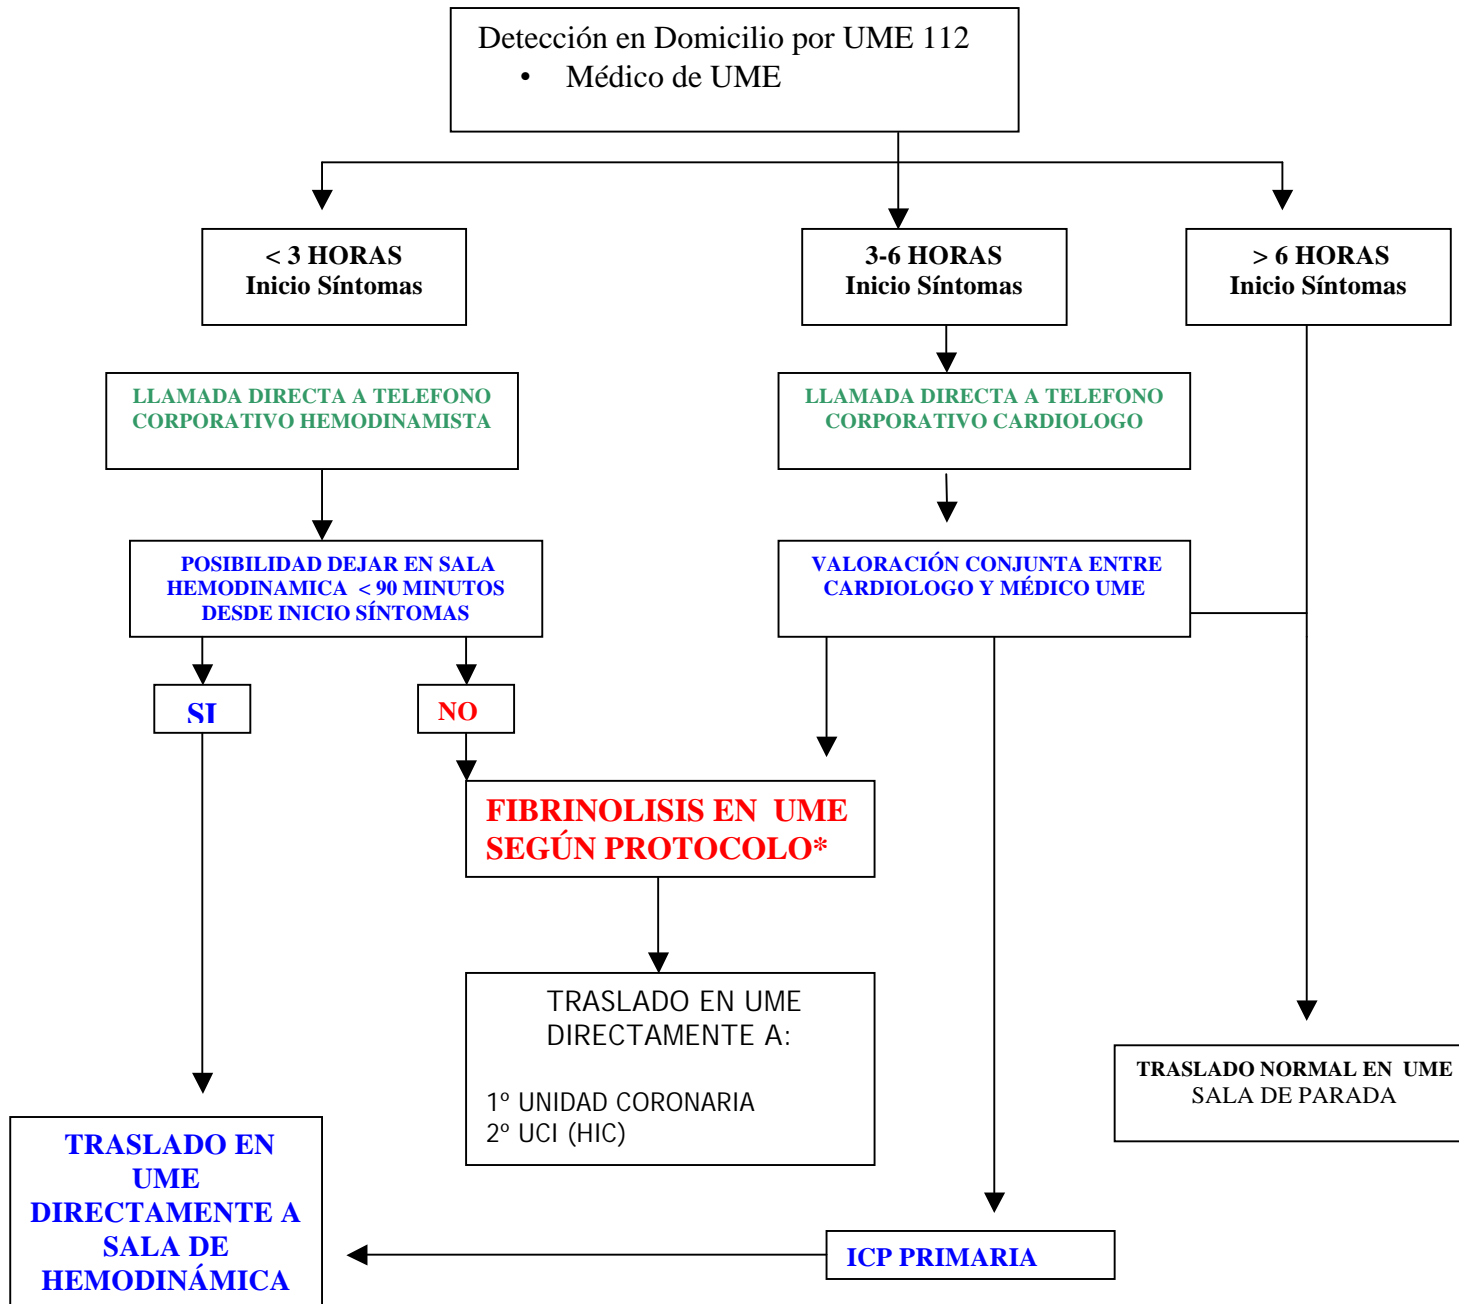 Detección en Domicilio por UME 112
• Médico de UME
< 3 HORAS
Inicio Síntomas
3-6 HORAS
Inicio Síntomas
> 6 HORAS
Inicio Síntomas
LLAMADA DIRECTA A TELEFONO
CORPORATIVO HEMODINAMISTA
LLAMADA DIRECTA A TELEFONO
CORPORATIVO CARDIOLOGO
POSIBILIDAD DEJAR EN SALA
HEMODINAMICA < 90 MINUTOS
DESDE INICIO SÍNTOMAS
VALORACIÓN CONJUNTA ENTRE
CARDIOLOGO Y MÉDICO UME
SI
NO
FIBRINOLISIS EN UME
SEGÚN PROTOCOLO*
TRASLADO EN UME
DIRECTAMENTE A:
1º UNIDAD CORONARIA
2º UCI (HIC)
TRASLADO NORMAL EN UME
SALA DE PARADA
TRASLADO EN
UME
DIRECTAMENTE A
SALA DE
HEMODINÁMICA
ICP PRIMARIA